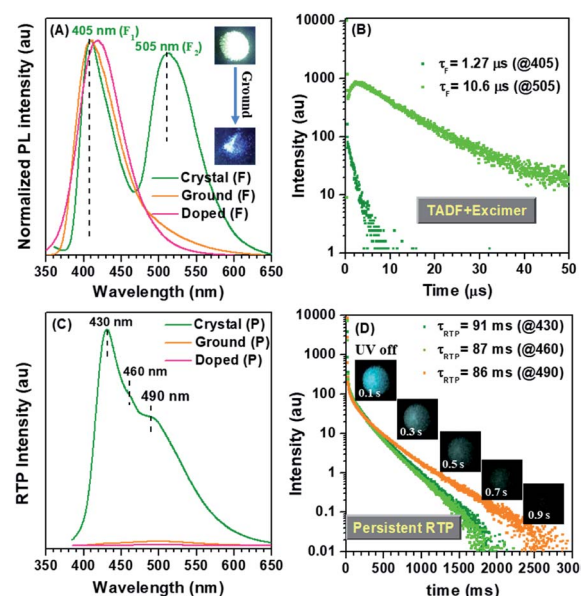 (A)
405 nm (F1)
505 nm (F2)
Ground
Crystal (F)
Ground (F)
Doped (F)
Normalized PL intensity (au)
350 400 450 500 550 600 650
Wavelength (nm)
(B)
τF = 1.27 μs (@405)
τF = 10.6 μs (@505)
TADF+Excimer
Intensity (au)
10000
1000
100
10
1
0 10 20 30 40 50
Time (μs)
(C)
430 nm
460 nm
490 nm
Crystal (P)
Ground (P)
Doped (P)
RTP Intensity (au)
350 400 450 500 550 600 650
Wavelength (nm)
(D)
τRTP = 91 ms (@430)
τRTP = 87 ms (@460)
τRTP = 86 ms (@490)
UV off
0.1s
0.3 s
0.5 s
0.7 s
0.9 s
Persistent RTP
Intensity (au)
10000
1000
100
10
1
0.1
0.01
0 500 1000 1500 2000 2500 300
time (ms)